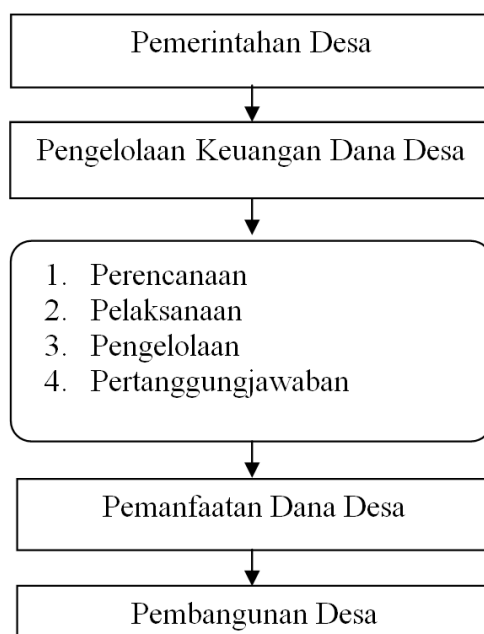 Pemerintahan Desa
Pengelolaan Keuangan Dana Desa
1. Perencanaan
2. Pelaksanaan
3. Pengelolaan
4. Pertanggungjawaban
Pemanfaatan Dana Desa
Pembangunan Desa